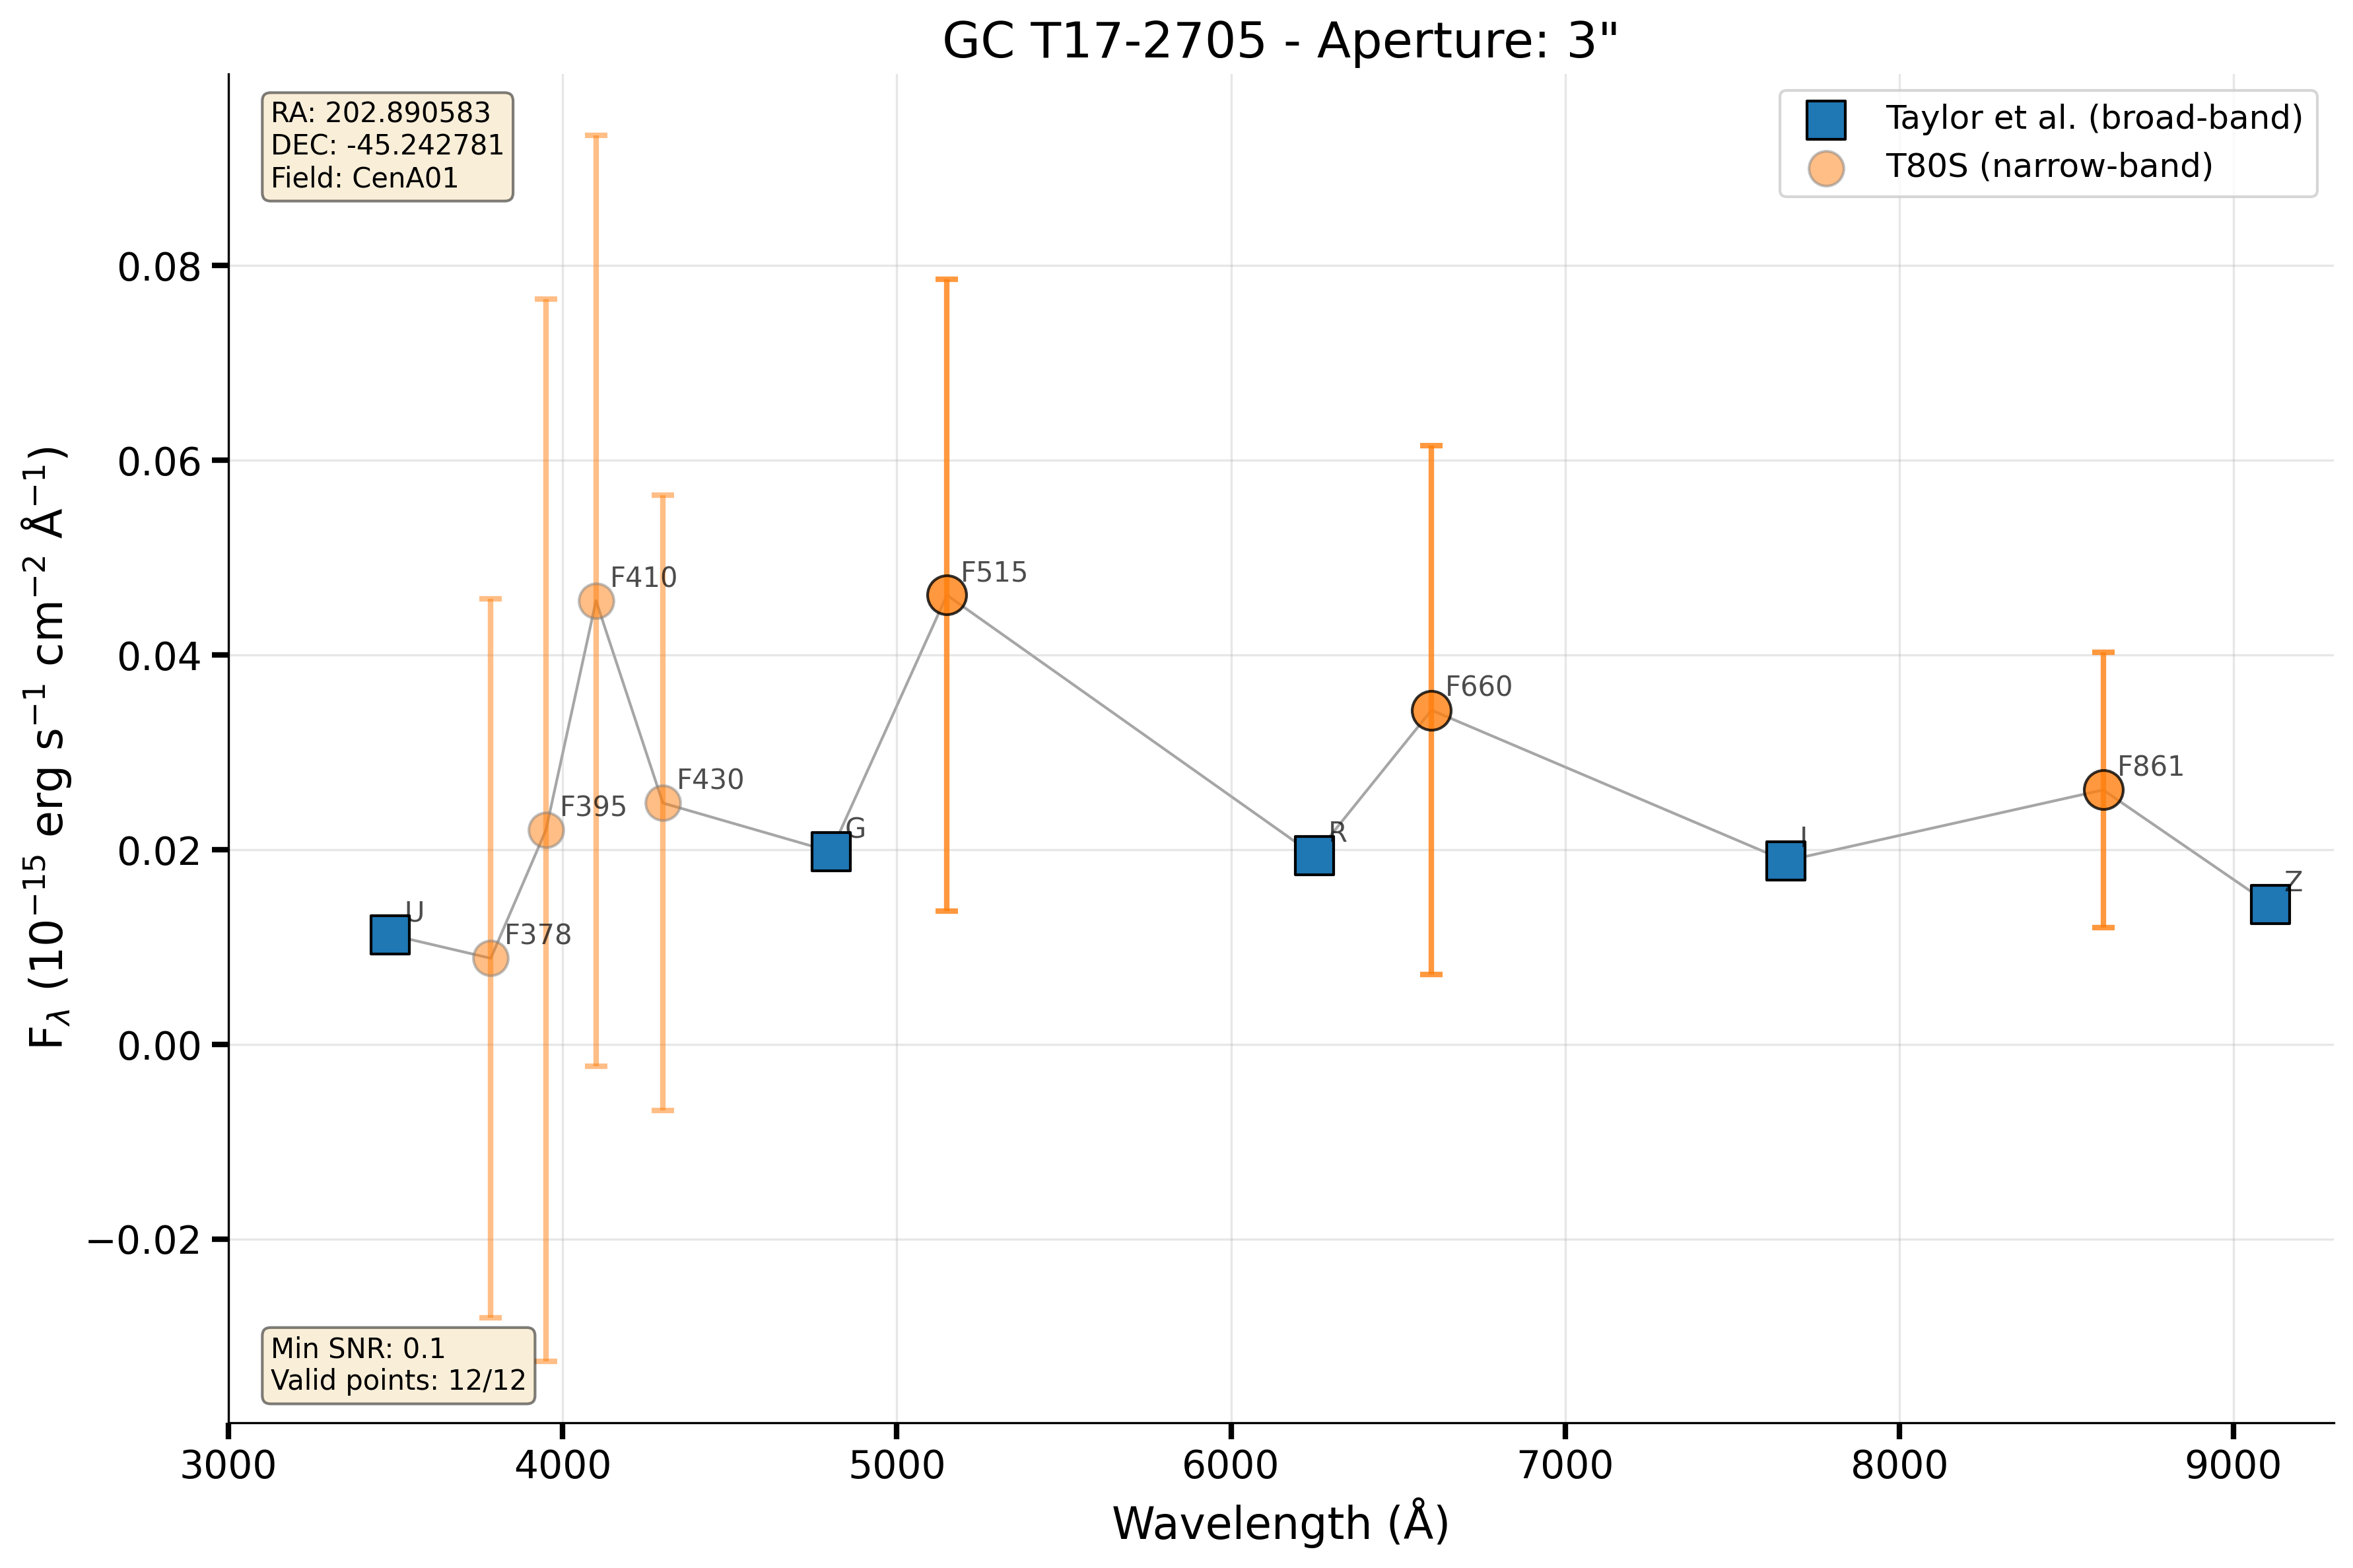 GC T17-2705 - Aperture: 3"
RA: 202.890583
DEC: -45.242781
Field: CenA01
Taylor et al. (broad-band)
T80S (narrow-band)
0.08
0.06
0.04
0.02
0.00
−0.02
F_λ (10⁻¹⁵ erg s⁻¹ cm⁻² Å⁻¹)
U
F378
F395
F410
F430
G
F515
R
F660
I
F861
Z
Min SNR: 0.1
Valid points: 12/12
3000 4000 5000 6000 7000 8000 9000
Wavelength (Å)